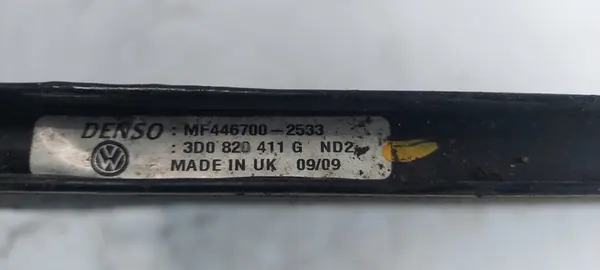 DENSO : MF446700-2533
: 3D0 820 411 G ND2
MADE IN UK 09/09